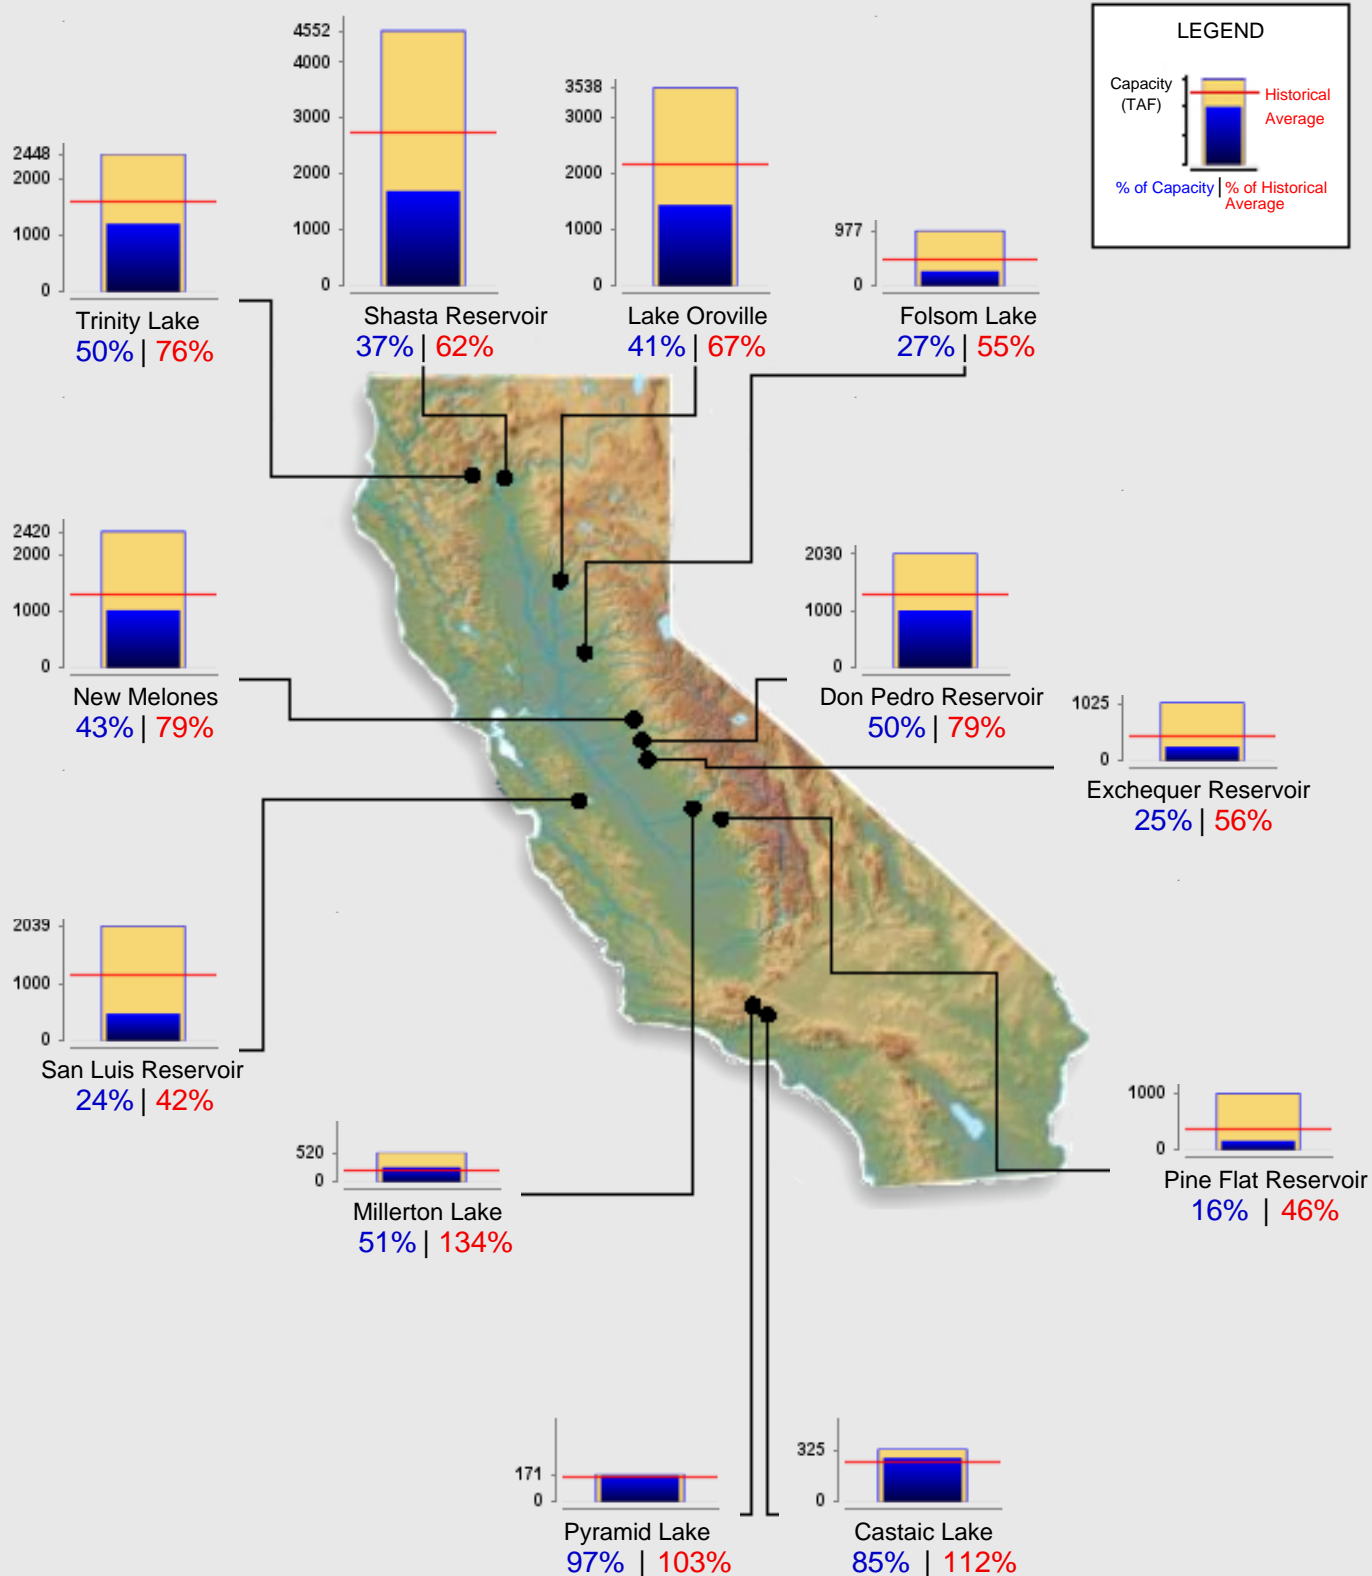 LEGEND
Capacity
(TAF)
Historical
Average
% of Capacity | % of Historical
Average
2448
2000
1000
0
Trinity Lake
50% | 76%
4552
4000
3000
2000
1000
0
Shasta Reservoir
37% | 62%
3538
3000
2000
1000
0
Lake Oroville
41% | 67%
977
0
Folsom Lake
27% | 55%
2420
2000
1000
0
New Melones
43% | 79%
2030
1000
0
Don Pedro Reservoir
50% | 79%
1025
0
Exchequer Reservoir
25% | 56%
2039
1000
0
San Luis Reservoir
24% | 42%
520
0
Millerton Lake
51% | 134%
1000
0
Pine Flat Reservoir
16% | 46%
171
0
Pyramid Lake
97% | 103%
325
0
Castaic Lake
85% | 112%